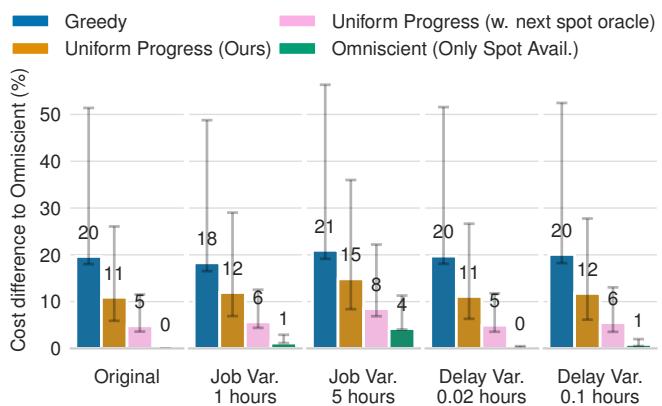 Greedy
Uniform Progress (w. next spot oracle)
Uniform Progress (Ours)
Omniscient (Only Spot Avail.)
Cost difference to Omniscient (%)
50
40
30
20
10
0
20
11
5
0
18
12
6
1
21
15
8
4
20
11
5
0
20
12
6
1
Original
Job Var.
1 hours
Job Var.
5 hours
Delay Var.
0.02 hours
Delay Var.
0.1 hours